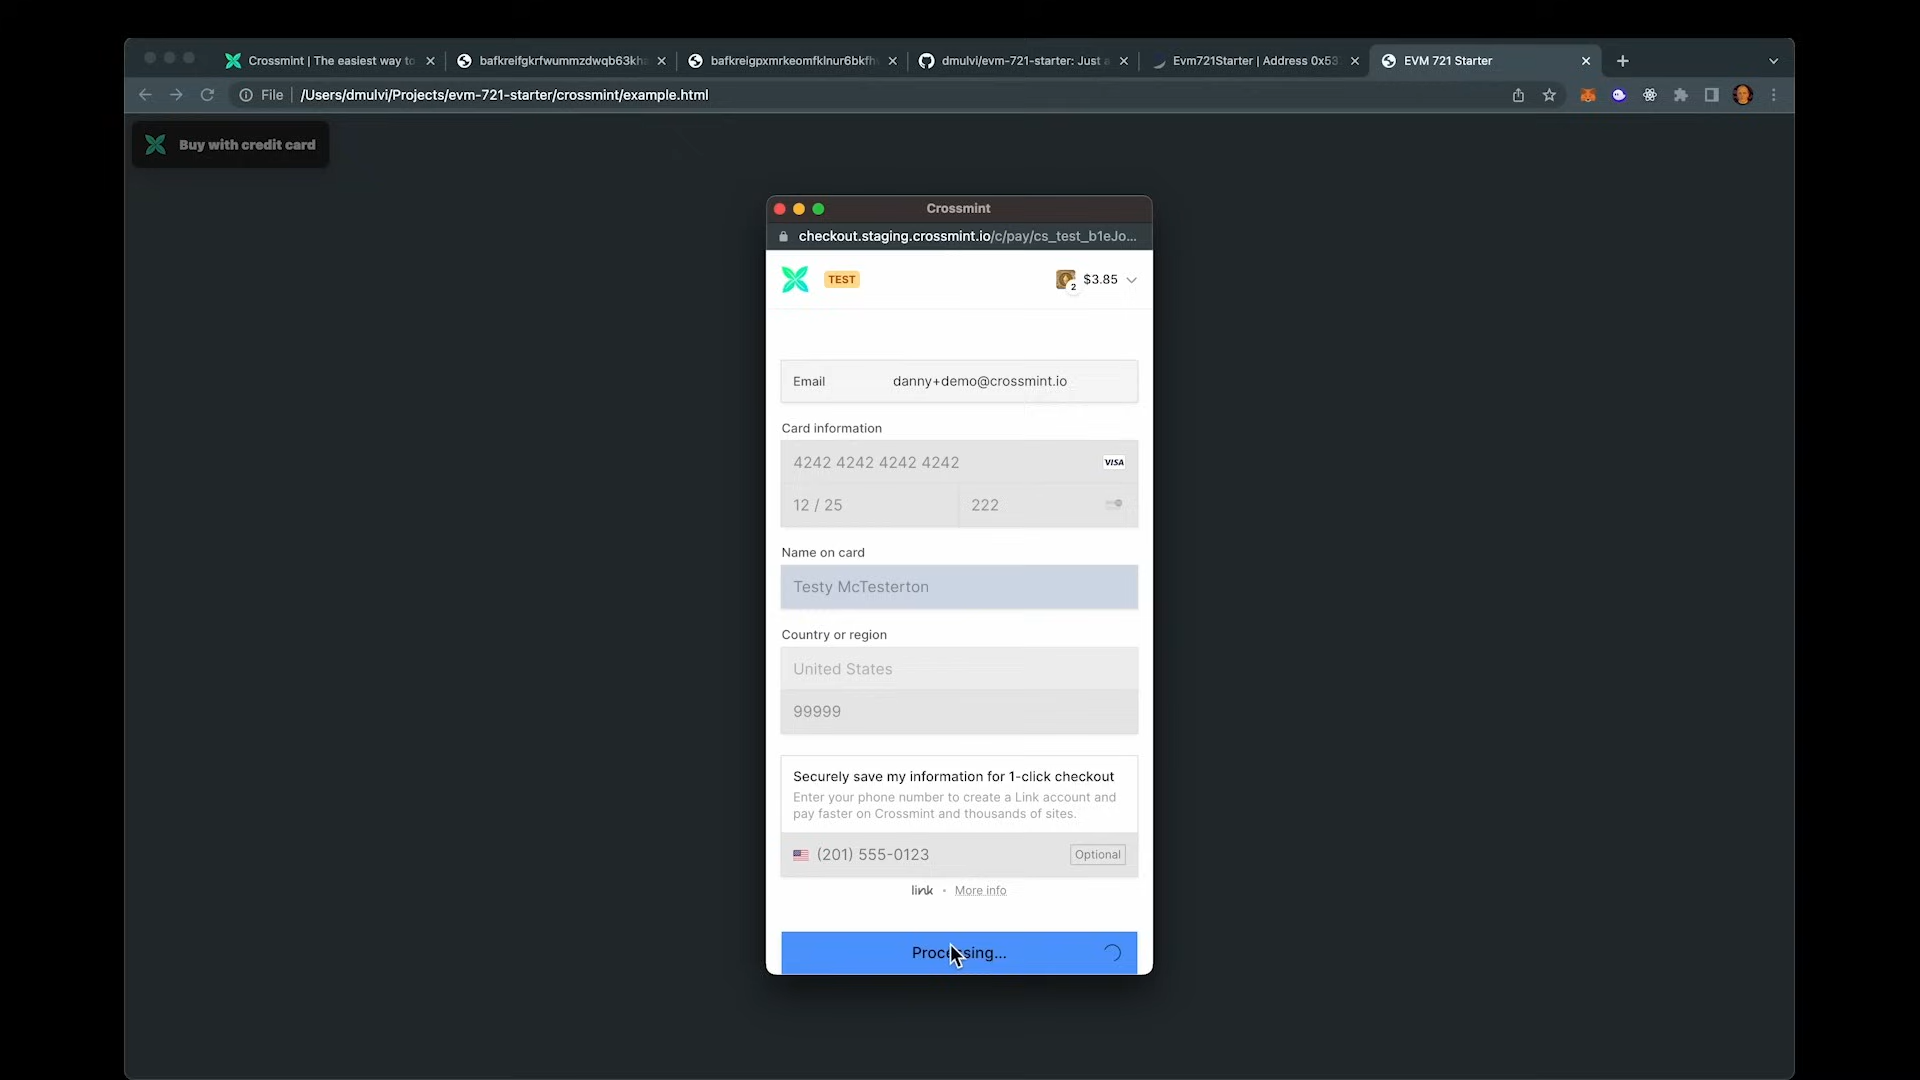 Crossmint | The easiest way to
bafkreifgkrfwummzdwqb63kha
bafkreigpxmrkeomfklnur6bkfh
dmulvi/evm-721-starter: Just a
Evm721Starter | Address 0x53
EVM 721 Starter
File
/Users/dmulvi/Projects/evm-721-starter/crossmint/example.html
Buy with credit card
Crossmint
checkout.staging.crossmint.io/c/pay/cs_test_b1eJo...
TEST
2
$3.85
Email
danny+demo@crossmint.io
Card information
4242 4242 4242 4242
VISA
12 / 25
222
Name on card
Testy McTesterton
Country or region
United States
99999
Securely save my information for 1-click checkout
Enter your phone number to create a Link account and
pay faster on Crossmint and thousands of sites.
(201) 555-0123
Optional
link • More info
Processing...